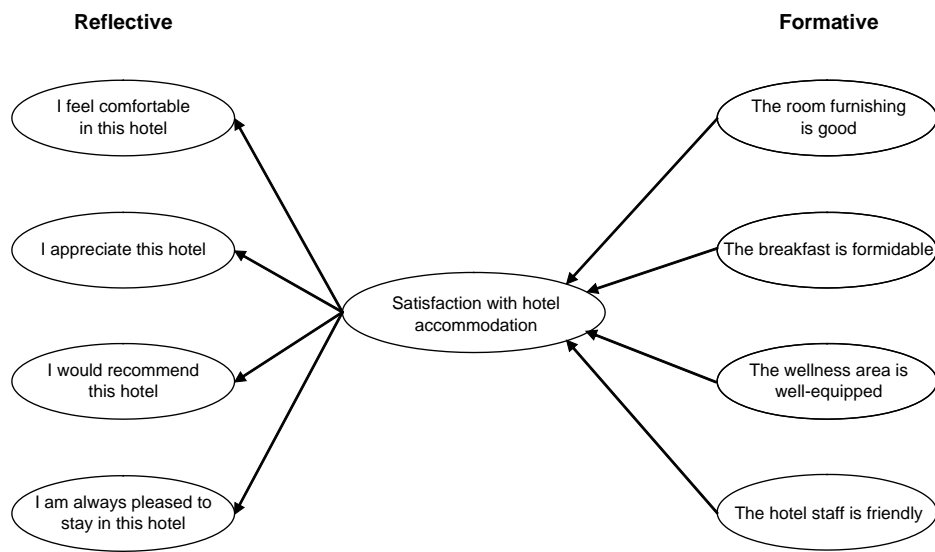 Reflective
Formative
I feel comfortable
in this hotel
The room furnishing
is good
I appreciate this hotel
The breakfast is formidable
Satisfaction with hotel
accommodation
I would recommend
this hotel
The wellness area is
well-equipped
I am always pleased to
stay in this hotel
The hotel staff is friendly